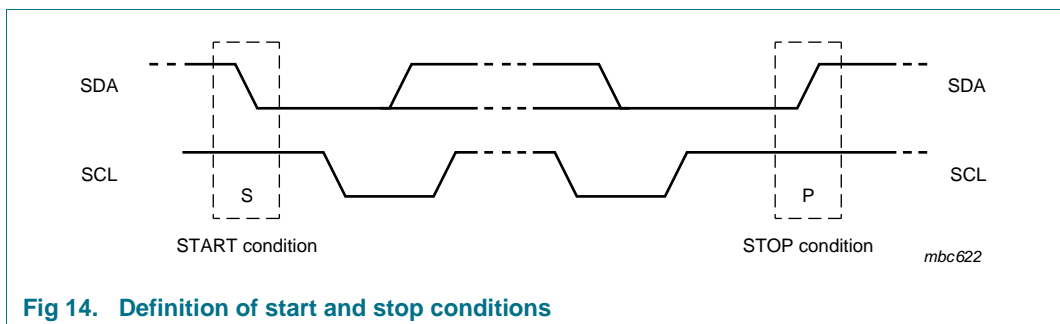 SDA
SDA
SCL
SCL
S
P
START condition
STOP condition
mbc622
Fig 14. Definition of start and stop conditions